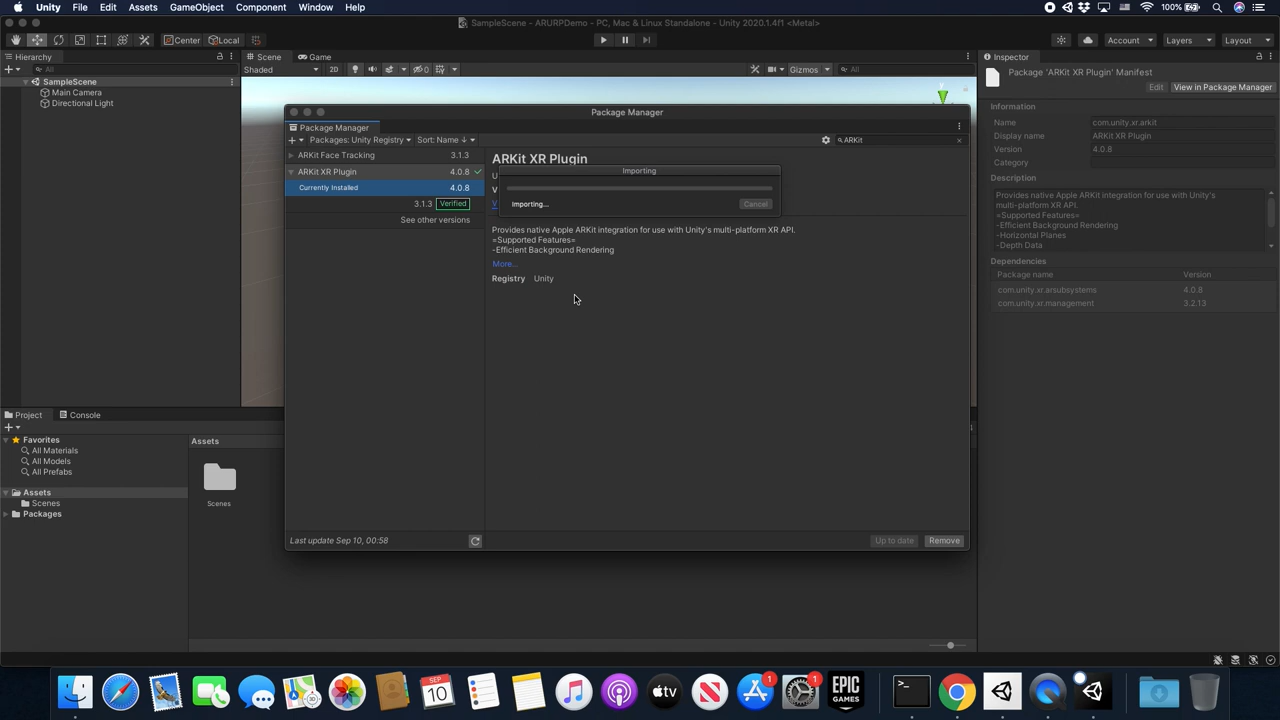 Unity File Edit Assets GameObject Component Window Help 100%
SampleScene - ARURPDemo - PC, Mac & Linux Standalone - Unity 2020.1.4f1 <Metal>
Center Local Account Layers Layout
Hierarchy Scene Game Inspector
All Shaded 2D 0 Gizmos All
SampleScene
Main Camera
Directional Light
Package 'ARKit XR Plugin' Manifest
Edit View in Package Manager
Information
Name com.unity.xr.arkit
Display name ARKit XR Plugin
Version 4.0.8
Category
Description
Provides native Apple ARKit integration for use with Unity's
multi-platform XR API.
=Supported Features=
-Efficient Background Rendering
-Horizontal Planes
-Depth Data
Dependencies
Package name Version
com.unity.xr.arsubsystems 4.0.8
com.unity.xr.management 3.2.13
Package Manager
Package Manager
Packages: Unity Registry Sort: Name ↓ ARKit
ARKit Face Tracking 3.1.3
ARKit XR Plugin 4.0.8
Currently Installed 4.0.8
3.1.3 Verified
See other versions
ARKit XR Plugin
Importing
Importing... Cancel
Provides native Apple ARKit integration for use with Unity's multi-platform XR API.
=Supported Features=
-Efficient Background Rendering
More...
Registry Unity
Last update Sep 10, 00:58 Up to date Remove
Project Console
Favorites
All Materials
All Models
All Prefabs
Assets
Scenes
Packages
Assets
Scenes
SEP
10
tv
1
1
EPIC
GAMES
>_